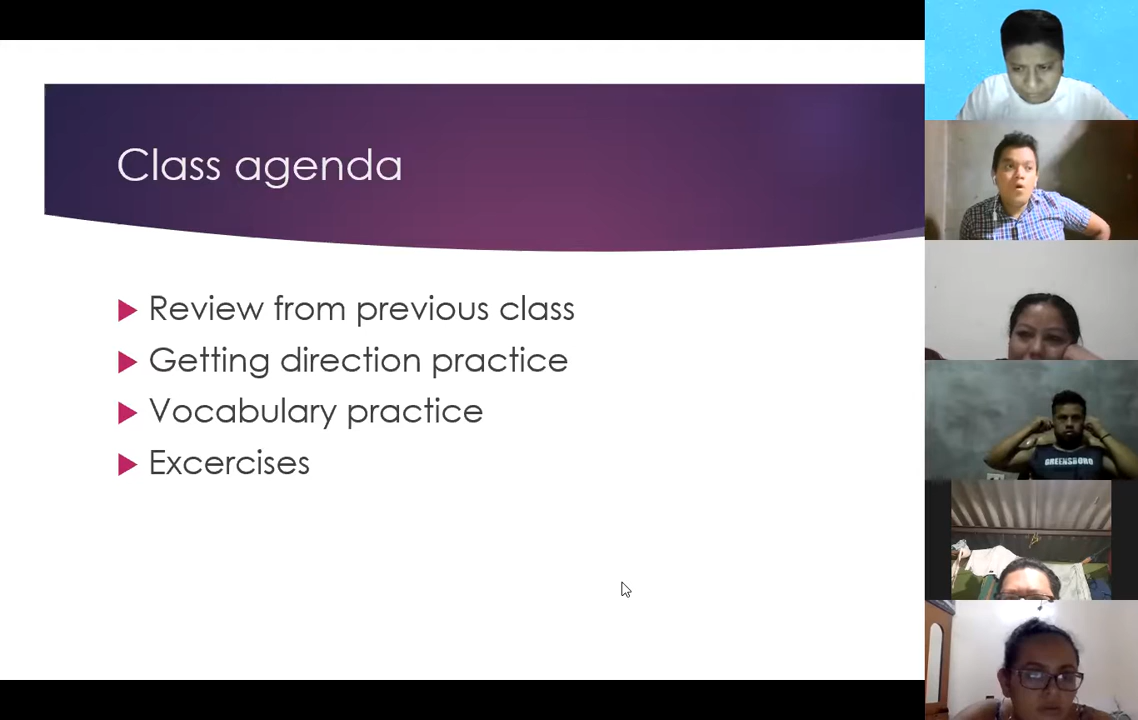 Class agenda
Review from previous class
Getting direction practice
Vocabulary practice
Excercises
GREENSBORO